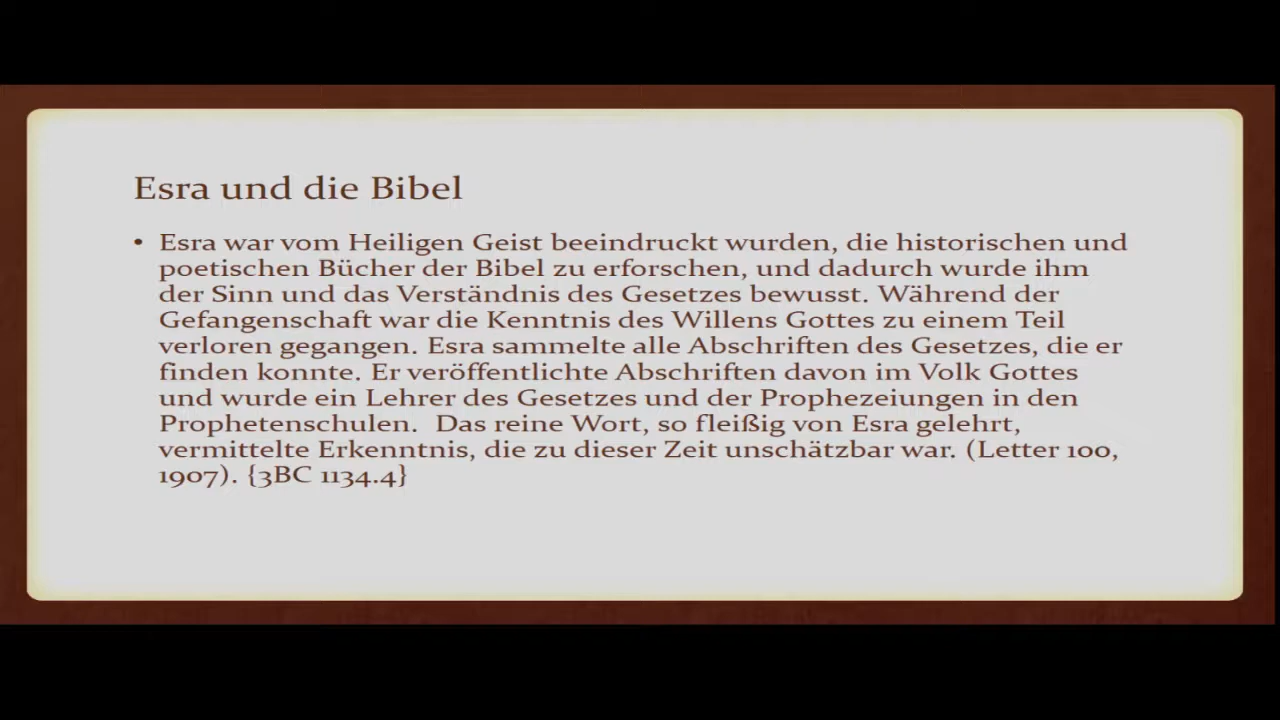 Esra und die Bibel
• Esra war vom Heiligen Geist beeindruckt wurden, die historischen und
poetischen Bücher der Bibel zu erforschen, und dadurch wurde ihm
der Sinn und das Verständnis des Gesetzes bewusst. Während der
Gefangenschaft war die Kenntnis des Willens Gottes zu einem Teil
verloren gegangen. Esra sammelte alle Abschriften des Gesetzes, die er
finden konnte. Er veröffentlichte Abschriften davon im Volk Gottes
und wurde ein Lehrer des Gesetzes und der Prophezeiungen in den
Prophetenschulen.  Das reine Wort, so fleißig von Esra gelehrt,
vermittelte Erkenntnis, die zu dieser Zeit unschätzbar war. (Letter 100,
1907). {3BC 1134.4}